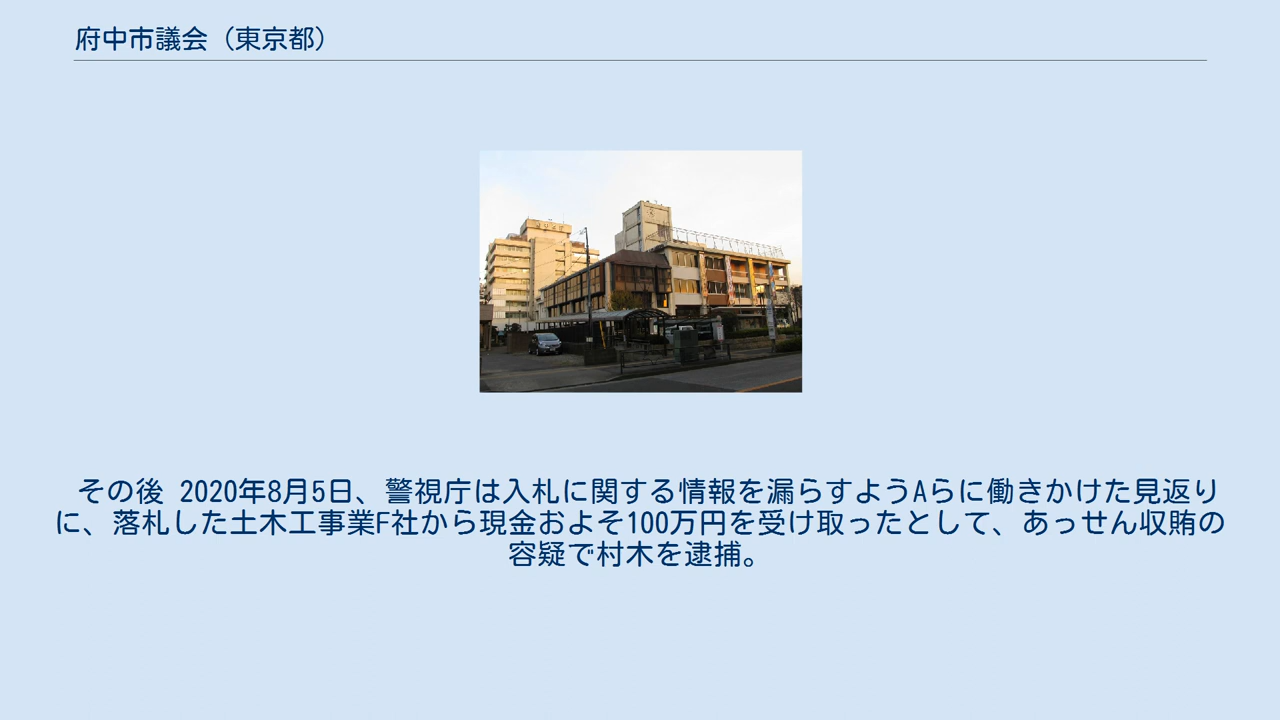 府中市議会（東京都）
その後 2020年8月5日、警視庁は入札に関する情報を漏らすようAらに働きかけた見返り
に、落札した土木工事業F社から現金およそ100万円を受け取ったとして、あっせん収賄の
容疑で村木を逮捕。